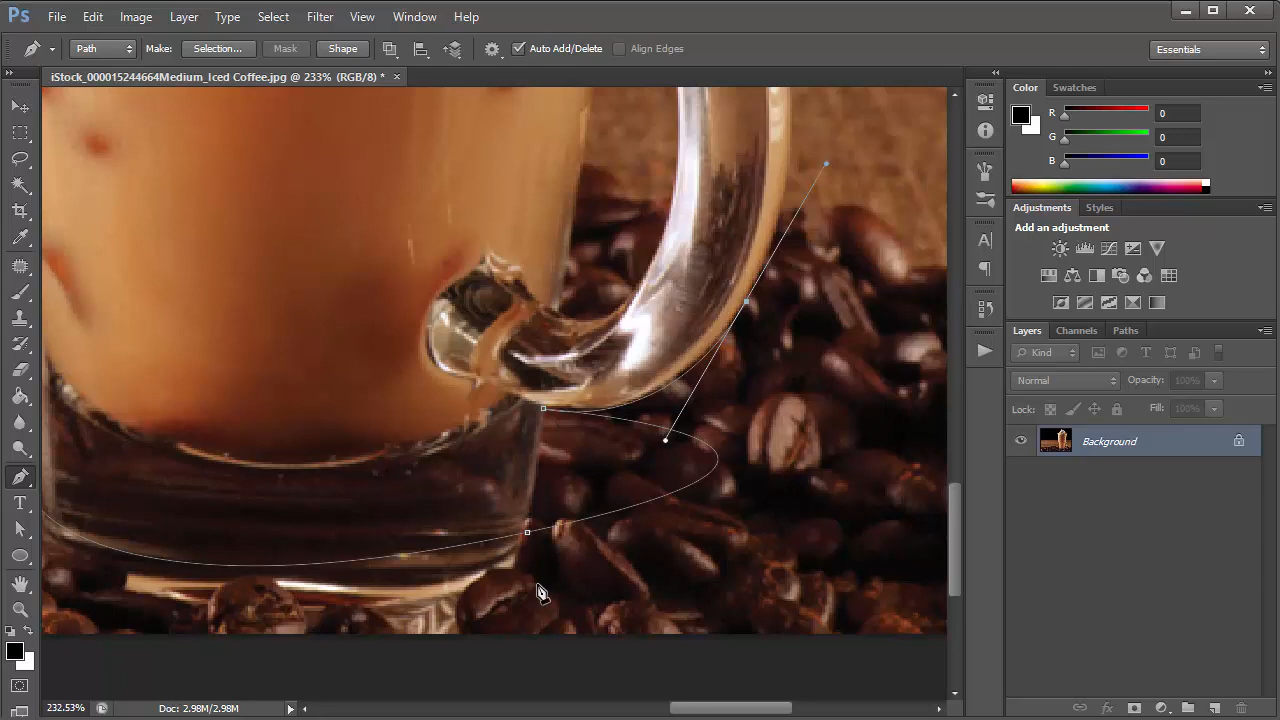 Ps File Edit Image Layer Type Select Filter View Window Help
Path Make: Selection... Mask Shape Auto Add/Delete Align Edges Essentials
iStock_000015244664Medium_Iced Coffee.jpg @ 233% (RGB/8) *
Color Swatches
R 0
G 0
B 0
Adjustments Styles
Add an adjustment
Layers Channels Paths
Kind
Normal Opacity: 100%
Lock: Fill: 100%
Background
232.53% Doc: 2.98M/2.98M